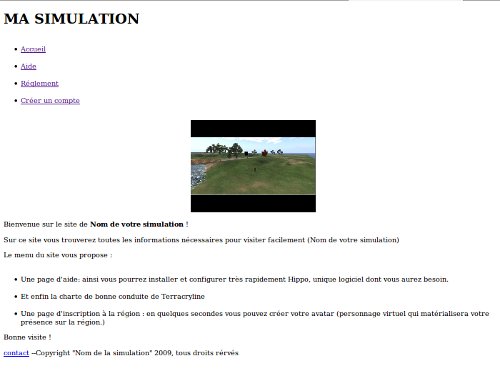 MA SIMULATION
Accueil
Aide
Réglement
Créer un compte
Bienvenue sur le site de Nom de votre simulation !
Sur ce site vous trouverez toutes les informations nécessaires pour visiter facilement (Nom de votre simulation)
Le menu du site vous propose :
Une page d'aide: ainsi vous pourrez installer et configurer très rapidement Hippo, unique logiciel dont vous aurez besoin.
Et enfin la charte de bonne conduite de Terracryline
Une page d'inscription à la région : en quelques secondes vous pouvez créer votre avatar (personnage virtuel qui matérialisera votre
présence sur la région.)
Bonne visite !
contact --Copyright "Nom de la simulation" 2009, tous droits rérvés